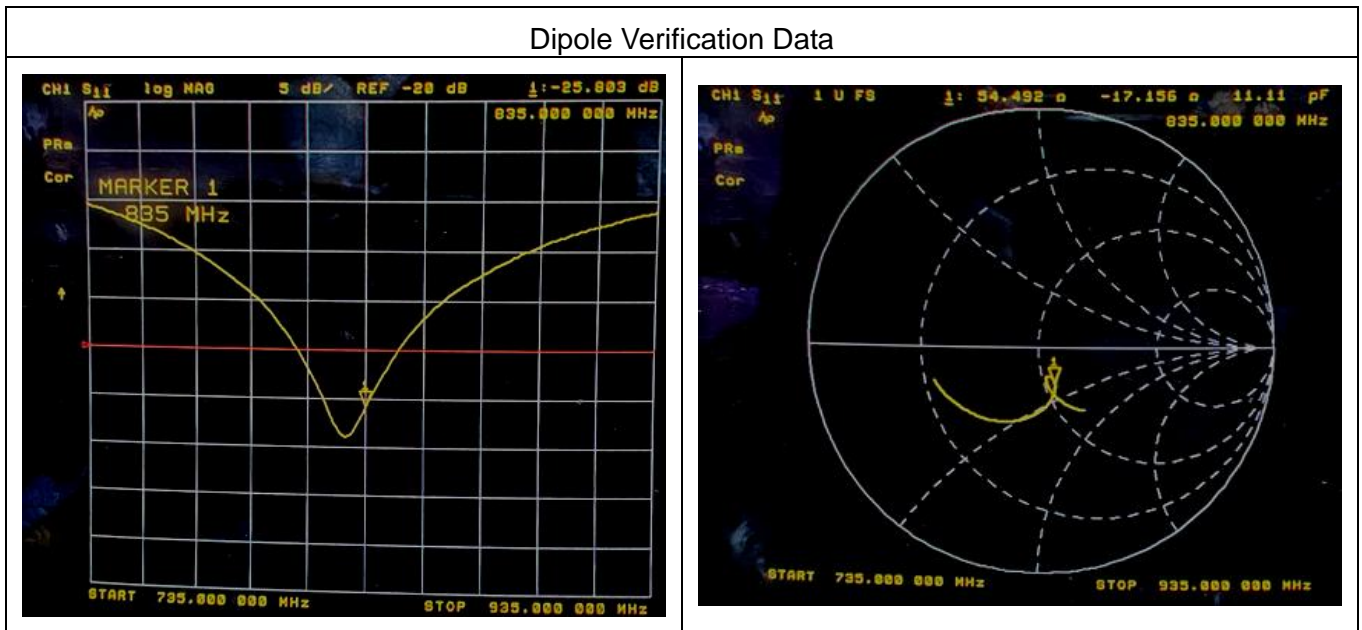 Dipole Verification Data
CH1 S11 log MAG 5 dB/ REF -20 dB 1:-25.803 dB
hp
835.000 000 MHz
PRm
Cor
MARKER 1
835 MHz
START 735.000 000 MHz STOP 935.000 000 MHz
CH1 S11 1 U FS 1: 54.492 Ω -17.156 Ω 11.11 pF
hp
835.000 000 MHz
PRm
Cor
START 735.000 000 MHz STOP 935.000 000 MHz